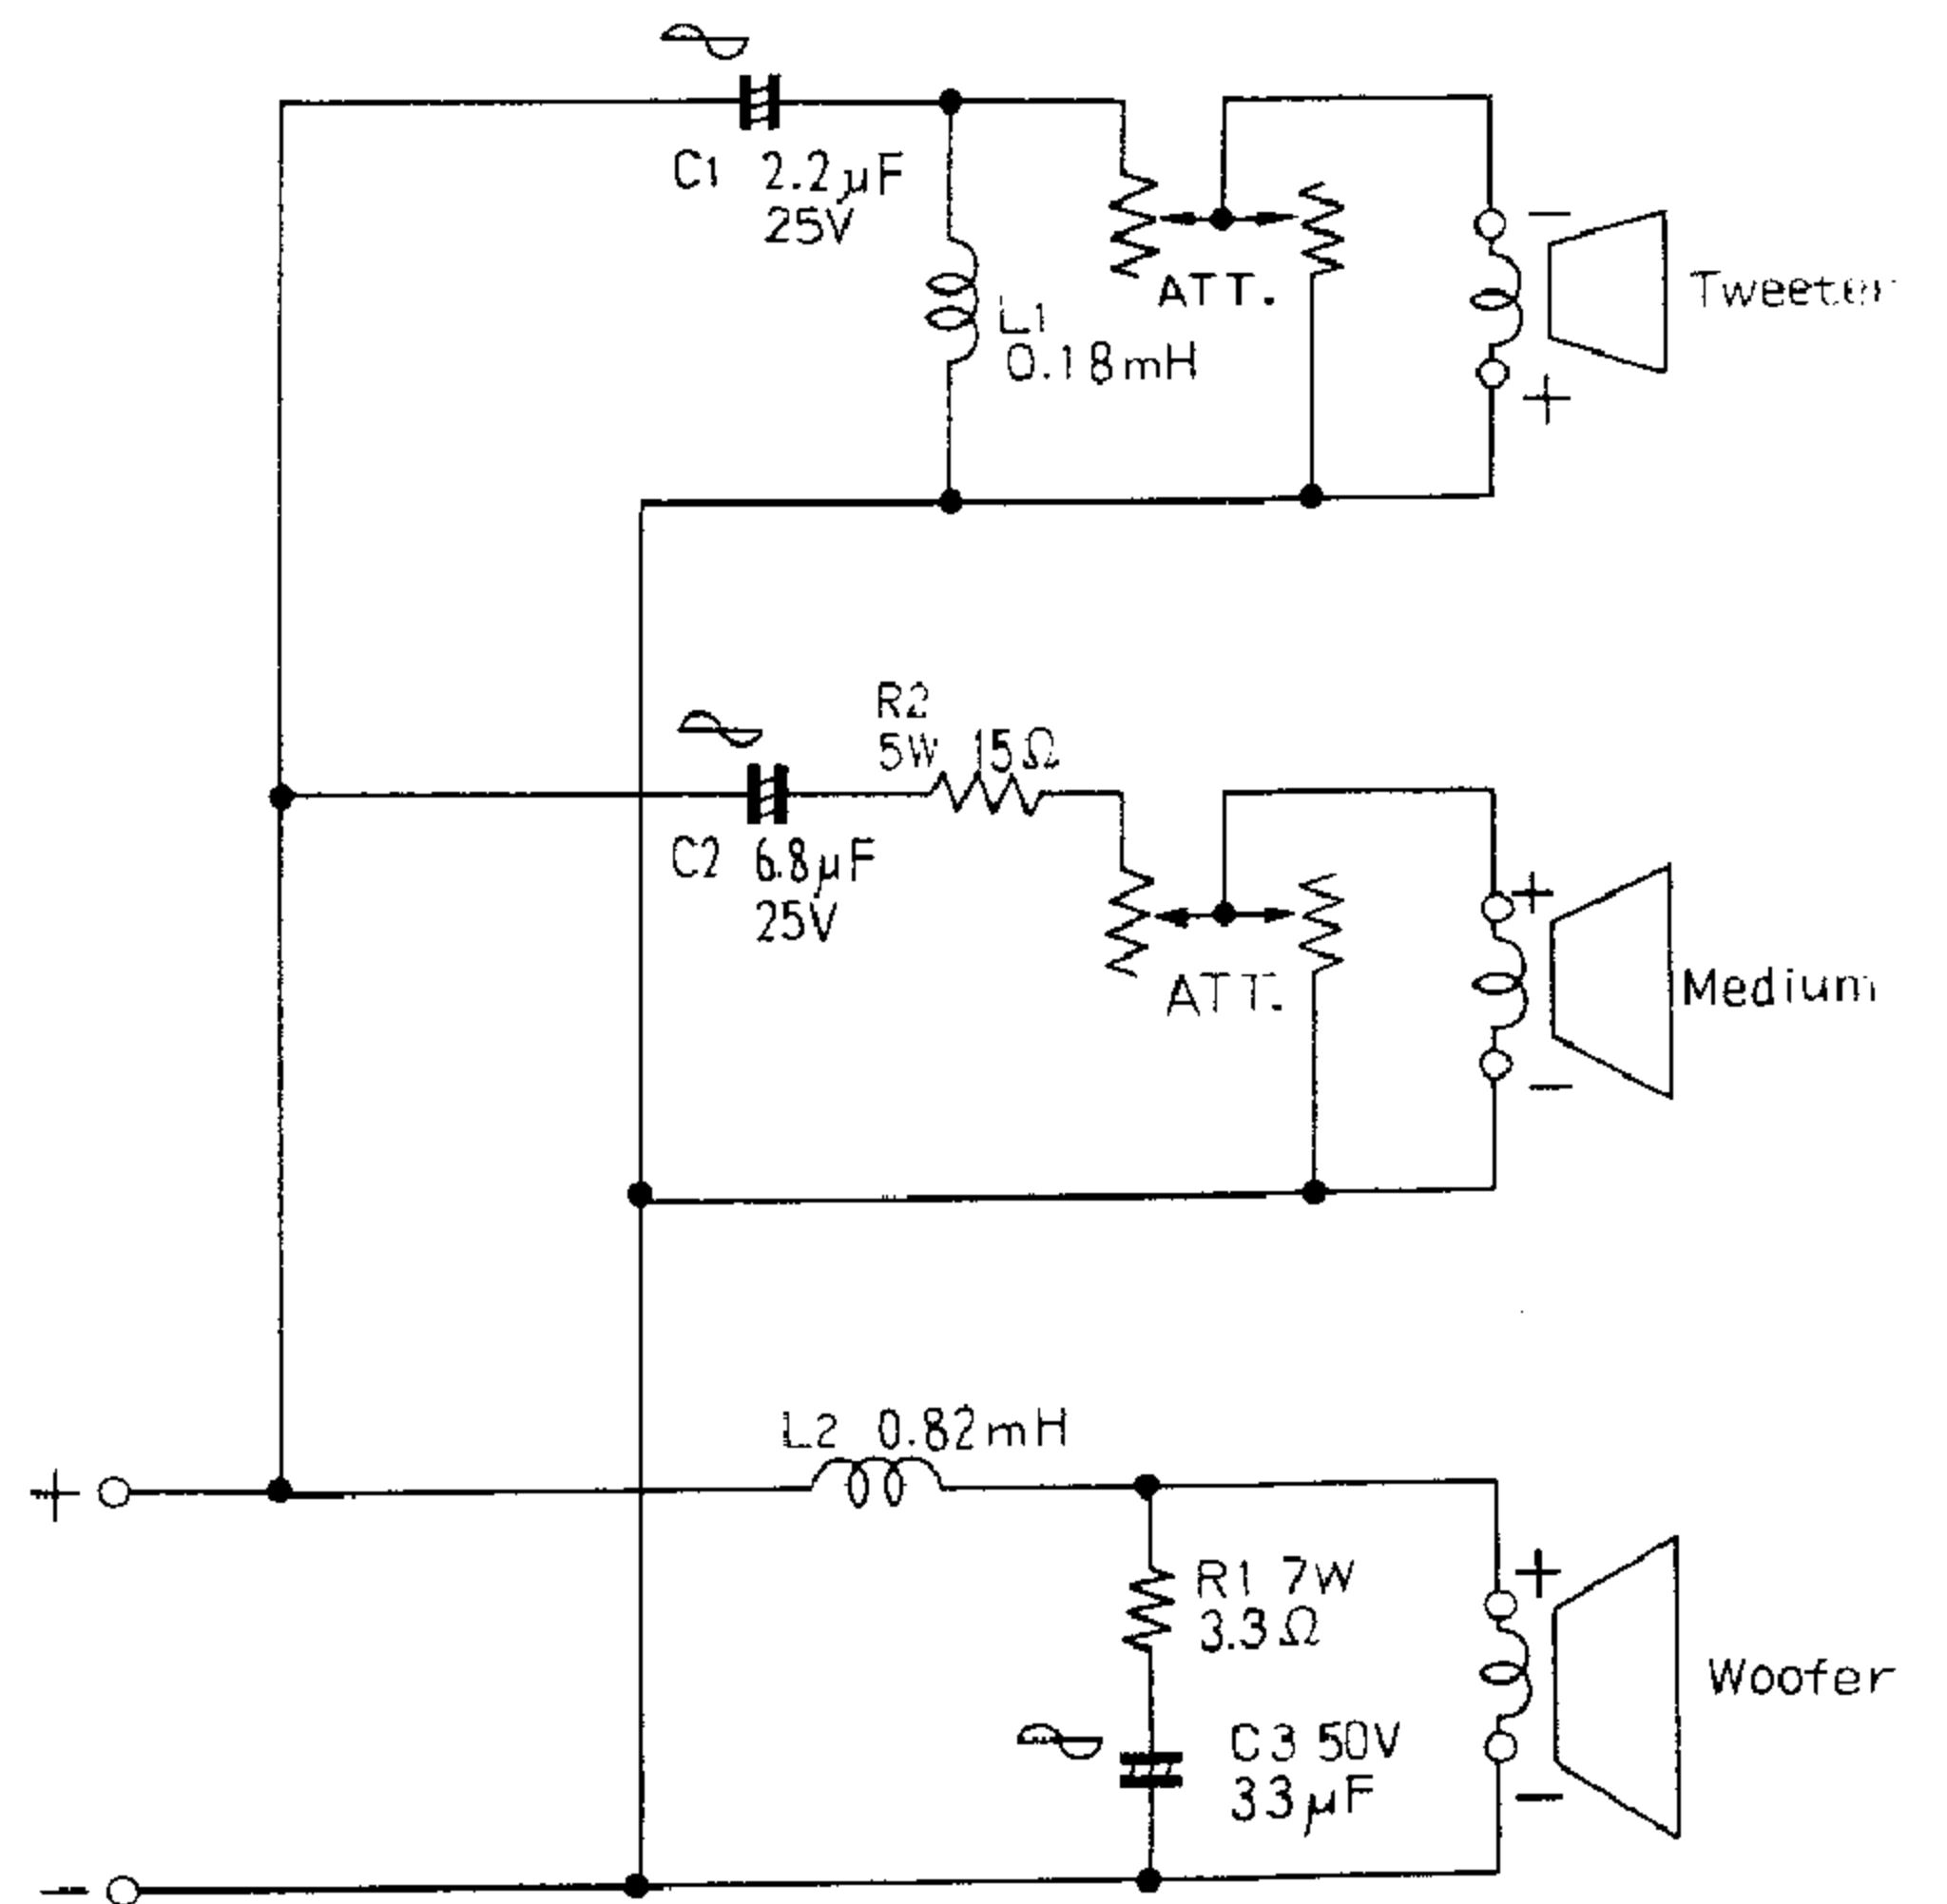 C1 2.2µF
25V
ATT.
L1
0.18mH
−
+
Tweeter
R2
5W 15Ω
C2 6.8µF
25V
ATT.
+
−
Medium
L2 0.82mH
+
R1 7W
3.3Ω
+
Woofer
C3 50V
33µF
−
−